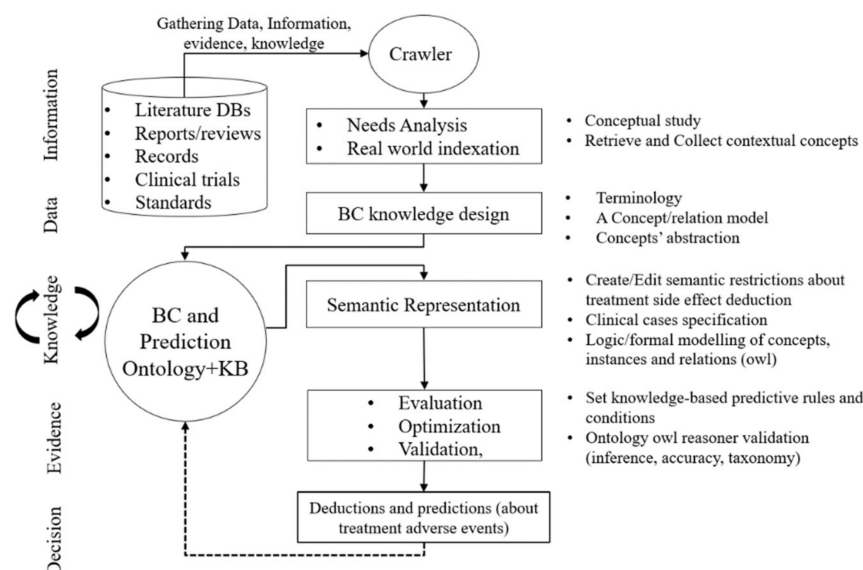 Gathering Data, Information,
evidence, knowledge
Crawler
Information
• Literature DBs
• Reports/reviews
• Records
• Clinical trials
• Standards
• Needs Analysis
• Real world indexation
• Conceptual study
• Retrieve and Collect contextual concepts
Data
BC knowledge design
• Terminology
• A Concept/relation model
• Concepts' abstraction
Knowledge
BC and
Prediction
Ontology+KB
Semantic Representation
• Create/Edit semantic restrictions about
treatment side effect deduction
• Clinical cases specification
• Logic/formal modelling of concepts,
instances and relations (owl)
Evidence
• Evaluation
• Optimization
• Validation,
• Set knowledge-based predictive rules and
conditions
• Ontology owl reasoner validation
(inference, accuracy, taxonomy)
Decision
Deductions and predictions (about
treatment adverse events)